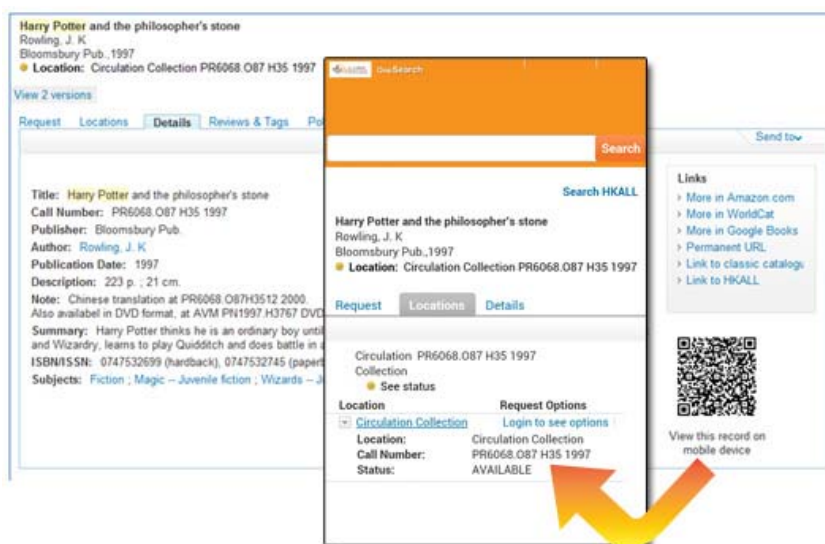 Harry Potter and the philosopher's stone
Rowling, J. K
Bloomsbury Pub.,1997
Location: Circulation Collection PR6068.O87 H35 1997
View 2 versions
Request Locations Details Reviews & Tags
Send to
Title: Harry Potter and the philosopher's stone
Call Number: PR6068.O87 H35 1997
Publisher: Bloomsbury Pub.
Author: Rowling, J. K
Publication Date: 1997
Description: 223 p. ; 21 cm.
Note: Chinese translation at PR6068.O87H3512 2000.
Also availabel in DVD format, at AVM PN1997.H3767 DVD
Summary: Harry Potter thinks he is an ordinary boy until
and Wizardry, learns to play Quidditch and does battle in a
ISBN/ISSN: 0747532699 (hardback), 0747532745 (paperb
Subjects: Fiction ; Magic -- Juvenile fiction ; Wizards -- J
OneSearch
Search
Search HKALL
Harry Potter and the philosopher's stone
Rowling, J. K
Bloomsbury Pub.,1997
Location: Circulation Collection PR6068.O87 H35 1997
Request Locations Details
Circulation PR6068.O87 H35 1997
Collection
See status
Location Request Options
Circulation Collection Login to see options
Location: Circulation Collection
Call Number: PR6068.O87 H35 1997
Status: AVAILABLE
Links
More in Amazon.com
More in WorldCat
More in Google Books
Permanent URL
Link to classic catalogu
Link to HKALL
View this record on
mobile device